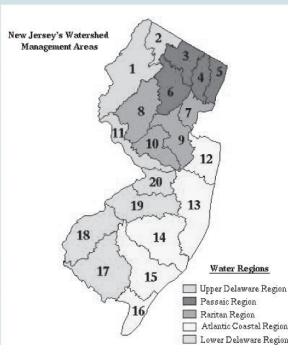 New Jersey's Watershed
Management Areas
2
3
1
4
5
6
8
7
11
10
9
12
20
19
13
18
14
17
15
16
Water Regions
Upper Delaware Region
Passaic Region
Raritan Region
Atlantic Coastal Region
Lower Delaware Region